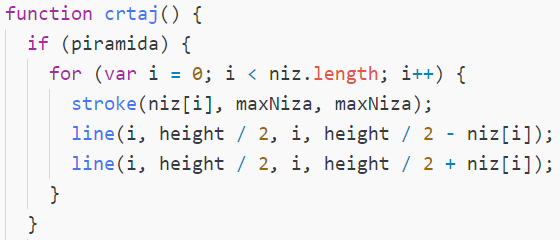 function crtaj() {
  if (piramida) {
    for (var i = 0; i < niz.length; i++) {
      stroke(niz[i], maxNiza, maxNiza);
      line(i, height / 2, i, height / 2 - niz[i]);
      line(i, height / 2, i, height / 2 + niz[i]);
    }
  }